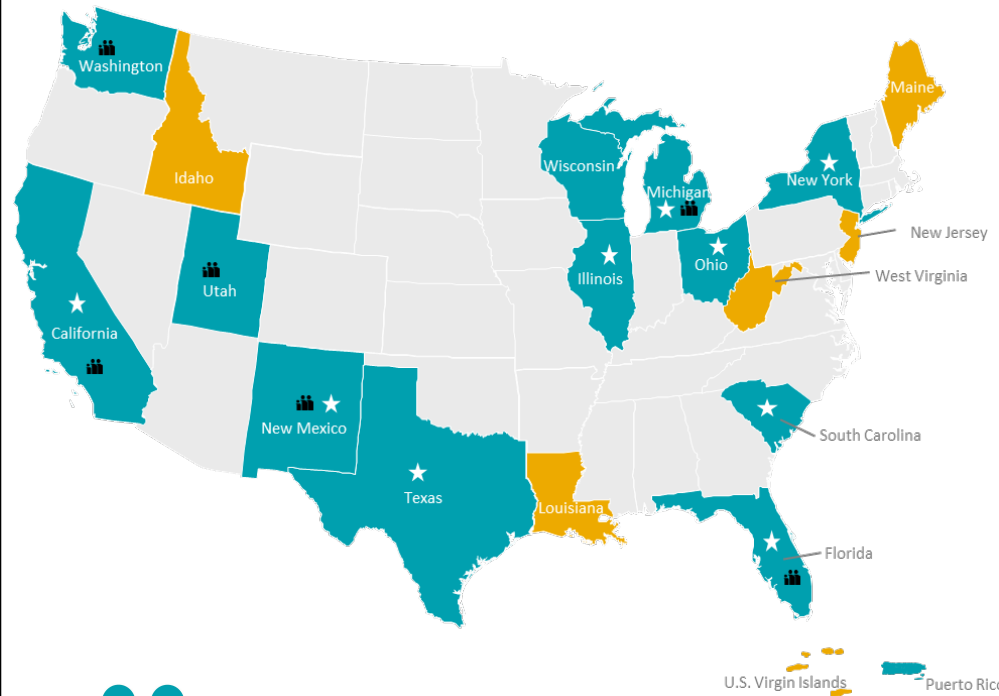 Washington
Maine
Wisconsin
Idaho
New York
Michigan
New Jersey
Ohio
West Virginia
Illinois
Utah
California
New Mexico
South Carolina
Texas
Louisiana
Florida
U.S. Virgin Islands
Puerto Rico